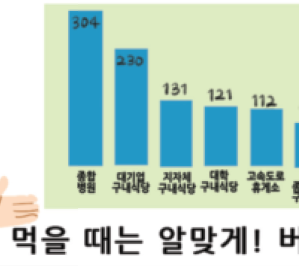 304
230
131
121
112
종합
병원
대기업
구내식당
지자체
구내식당
대학
구내식당
고속도로
휴게소
먹을 때는 알맞게! 버